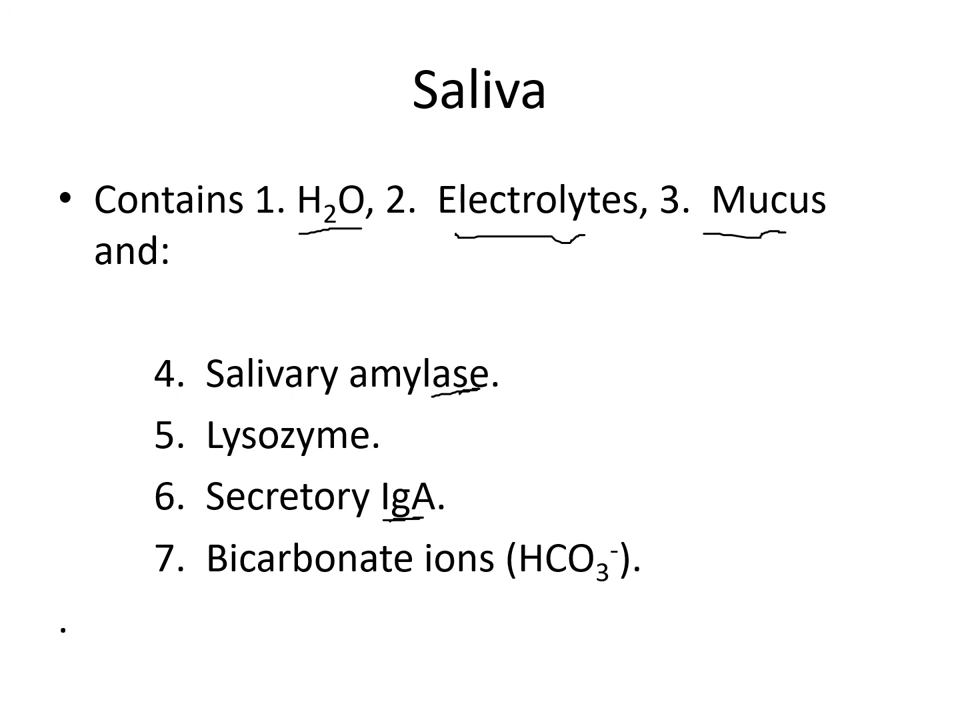 Saliva
• Contains 1. H₂O, 2. Electrolytes, 3. Mucus
and:
4. Salivary amylase.
5. Lysozyme.
6. Secretory IgA.
7. Bicarbonate ions (HCO₃⁻).
.